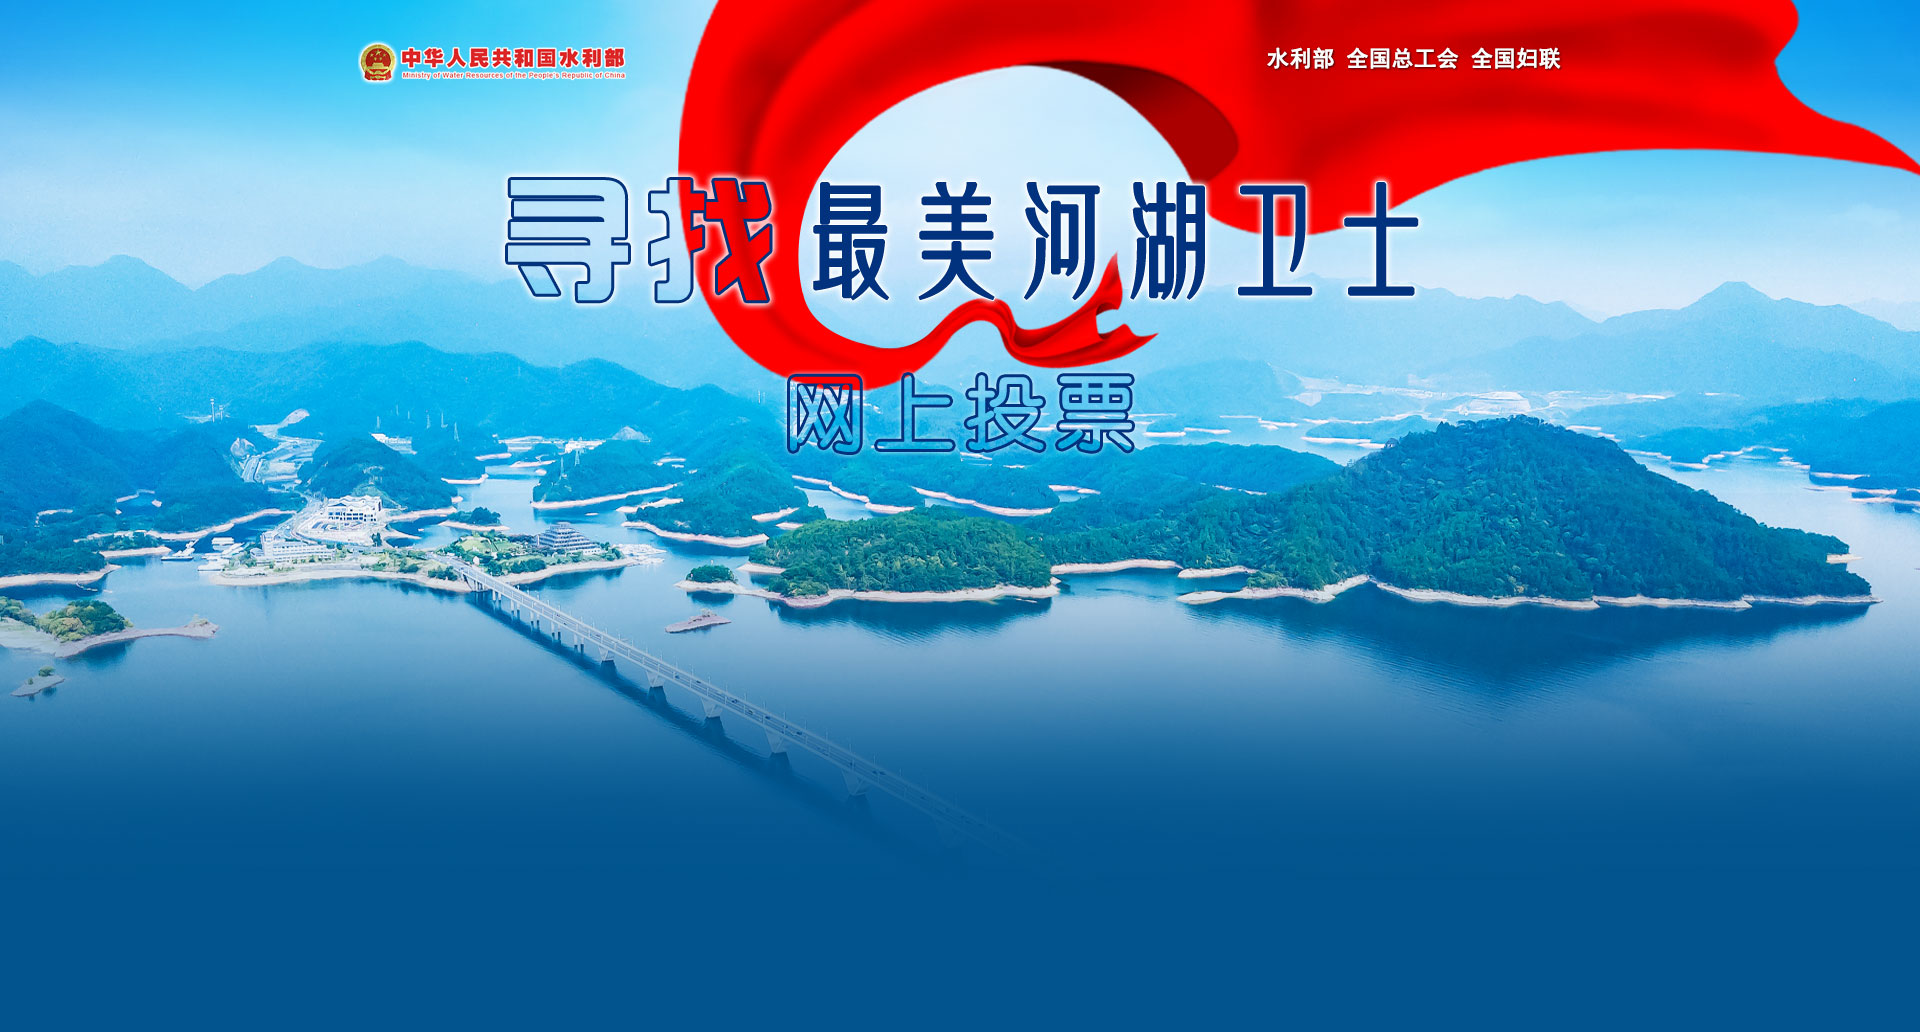 中华人民共和国水利部
Ministry of Water Resources of the People's Republic of China
水利部 全国总工会 全国妇联
寻找最美河湖卫士
网上投票